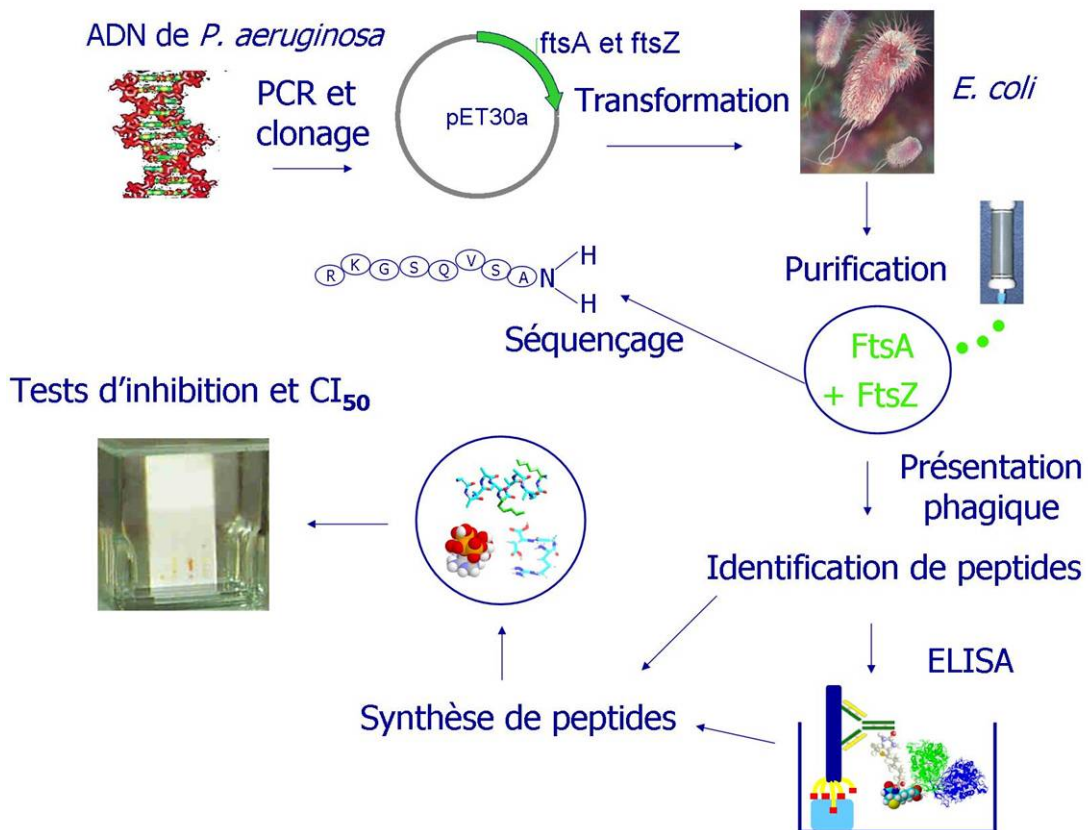 ADN de P. aeruginosa
PCR et
clonage
ftsA et ftsZ
pET30a
Transformation
E. coli
Purification
R K G S Q V S A N H
H
Séquençage
FtsA
+ FtsZ
Tests d'inhibition et CI50
Présentation
phagique
Identification de peptides
ELISA
Synthèse de peptides